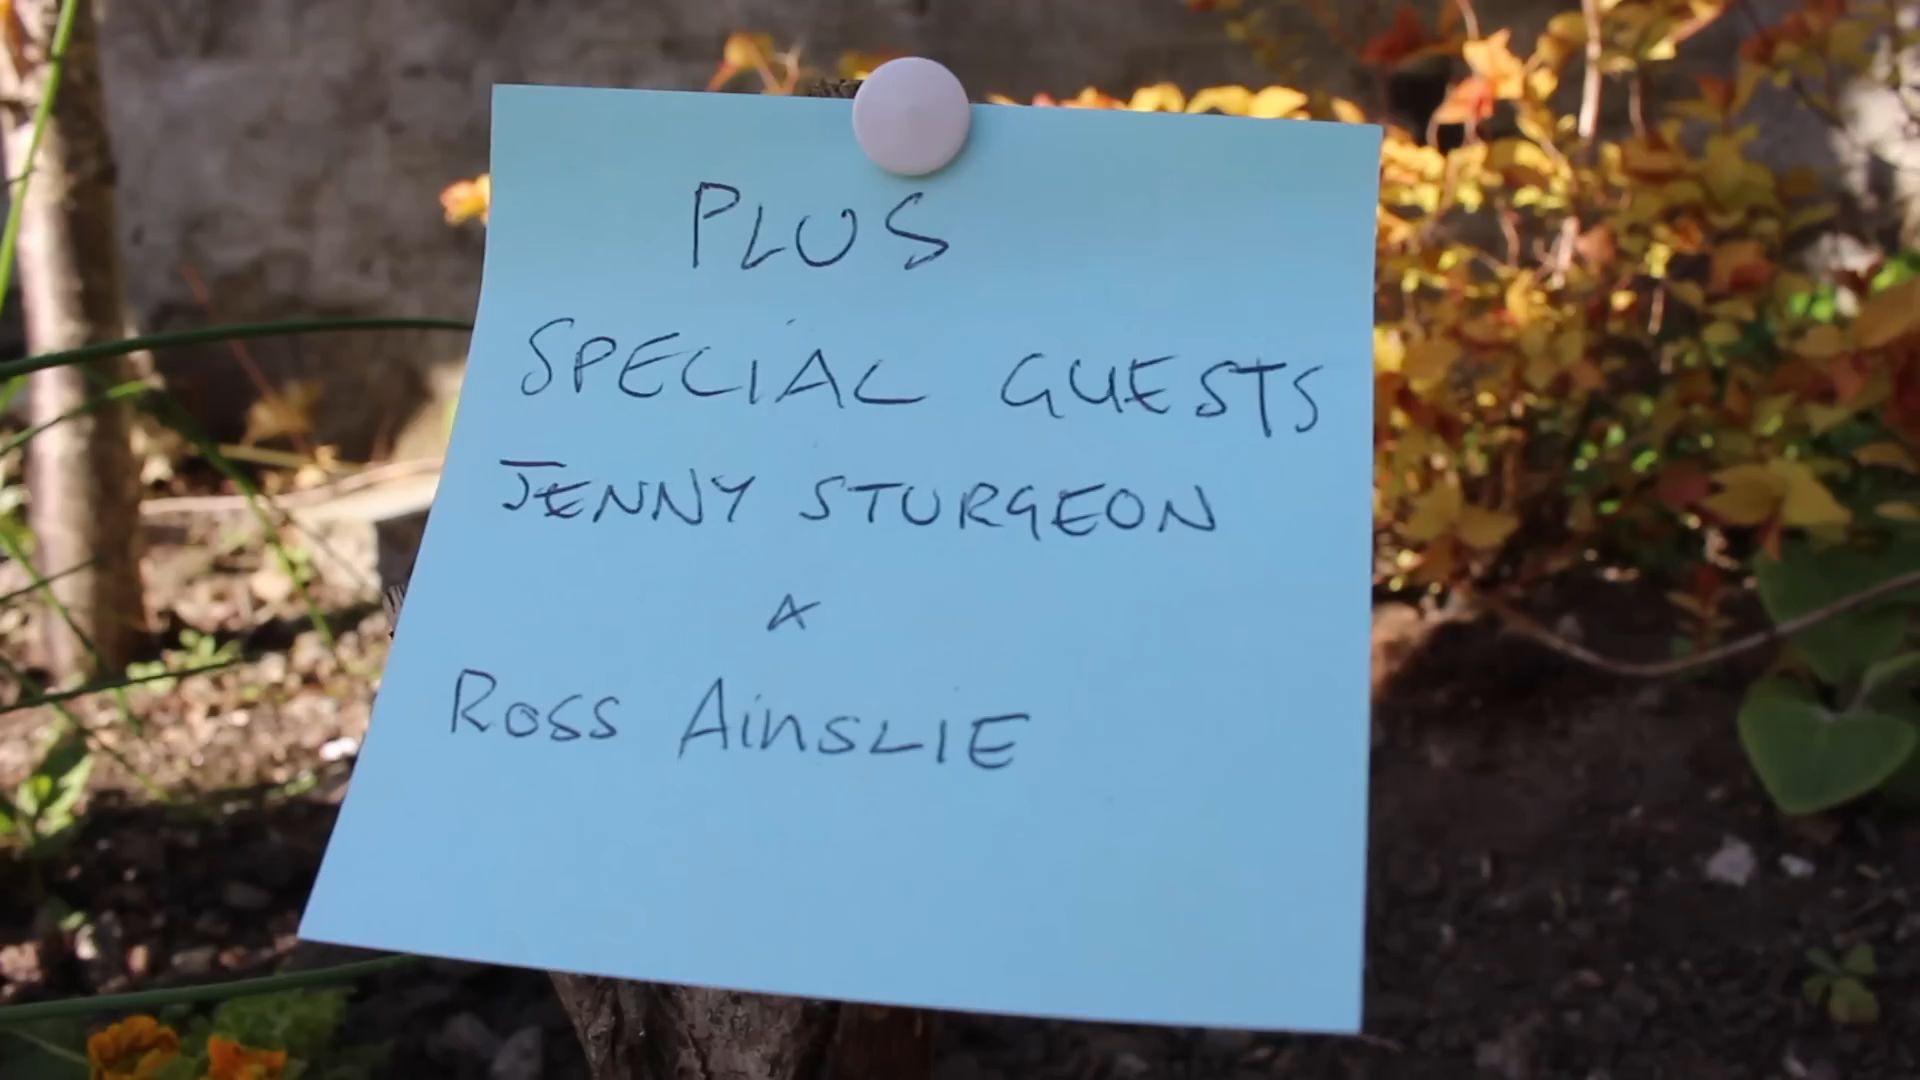 PLUS
SPECIAL GUESTS
JENNY STURGEON
&
ROSS AINSLIE